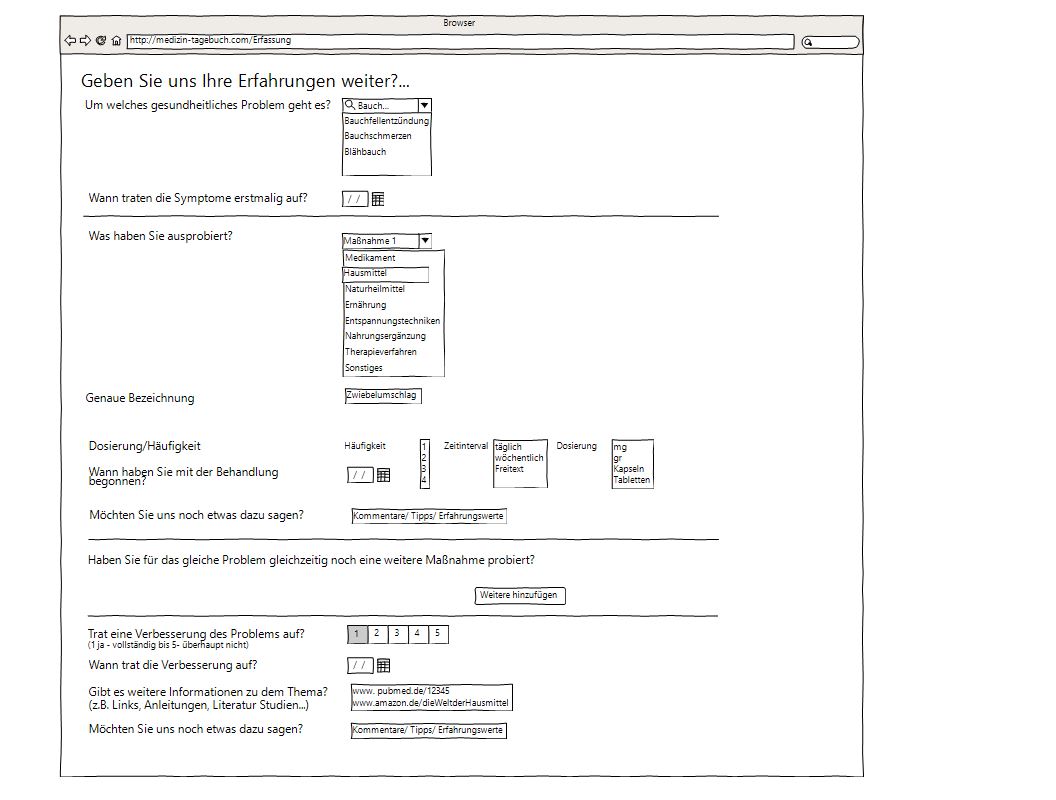 Browser
http://medizin-tagebuch.com/Erfassung
Geben Sie uns Ihre Erfahrungen weiter?...
Um welches gesundheitliches Problem geht es?
Bauch...
Bauchfellentzündung
Bauchschmerzen
Blähbauch
Wann traten die Symptome erstmalig auf?
/ /
Was haben Sie ausprobiert?
Maßnahme 1
Medikament
Hausmittel
Naturheilmittel
Ernährung
Entspannungstechniken
Nahrungsergänzung
Therapieverfahren
Sonstiges
Genaue Bezeichnung
Zwiebelumschlag
Dosierung/Häufigkeit
Häufigkeit
1
2
3
4
Zeitinterval
täglich
wöchentlich
Freitext
Dosierung
mg
gr
Kapseln
Tabletten
Wann haben Sie mit der Behandlung
begonnen?
/ /
Möchten Sie uns noch etwas dazu sagen?
Kommentare/ Tipps/ Erfahrungswerte
Haben Sie für das gleiche Problem gleichzeitig noch eine weitere Maßnahme probiert?
Weitere hinzufügen
Trat eine Verbesserung des Problems auf?
(1 ja - vollständig bis 5- überhaupt nicht)
1 2 3 4 5
Wann trat die Verbesserung auf?
/ /
Gibt es weitere Informationen zu dem Thema?
(z.B. Links, Anleitungen, Literatur Studien...)
www. pubmed.de/12345
www.amazon.de/dieWeltderHausmittel
Möchten Sie uns noch etwas dazu sagen?
Kommentare/ Tipps/ Erfahrungswerte